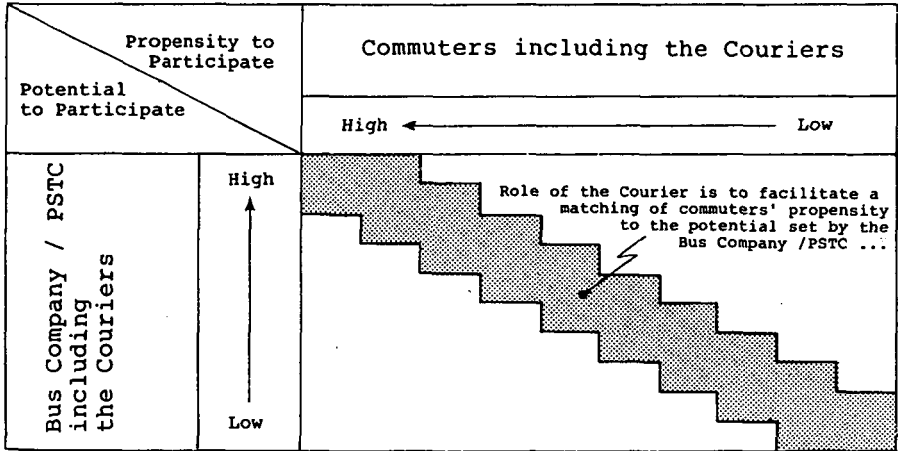 Propensity to
Participate
Potential
to Participate
Commuters including the Couriers
High
Low
Bus Company / PSTC
including
the Couriers
High
Low
Role of the Courier is to facilitate a
matching of commuters' propensity
to the potential set by the
Bus Company /PSTC ...